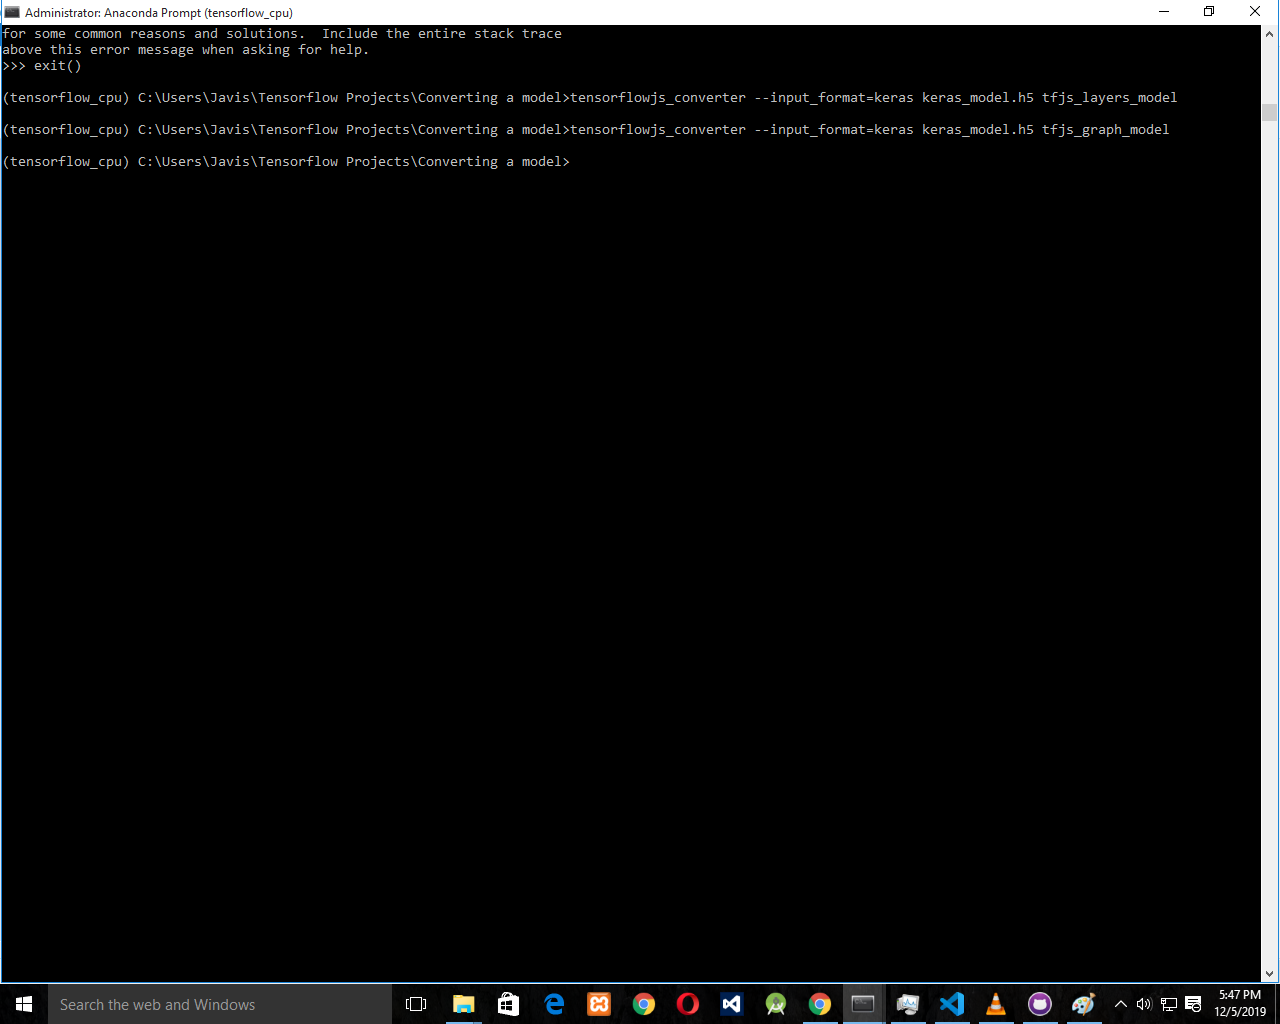 Administrator: Anaconda Prompt (tensorflow_cpu)
for some common reasons and solutions.  Include the entire stack trace
above this error message when asking for help.
>>> exit()
(tensorflow_cpu) C:\Users\Javis\Tensorflow Projects\Converting a model>tensorflowjs_converter --input_format=keras keras_model.h5 tfjs_layers_model
(tensorflow_cpu) C:\Users\Javis\Tensorflow Projects\Converting a model>tensorflowjs_converter --input_format=keras keras_model.h5 tfjs_graph_model
(tensorflow_cpu) C:\Users\Javis\Tensorflow Projects\Converting a model>
Search the web and Windows
5:47 PM
12/5/2019